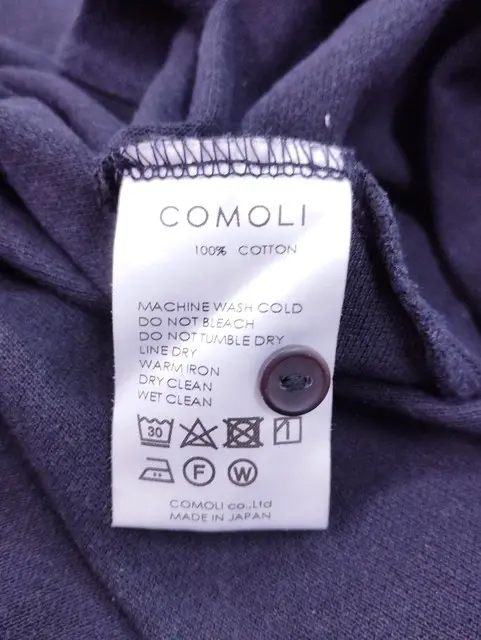 COMOLI
100% COTTON
MACHINE WASH COLD
DO NOT BLEACH
DO NOT TUMBLE DRY
LINE DRY
WARM IRON
DRY CLEAN
WET CLEAN
30
F W
COMOLI co.,Ltd
MADE IN JAPAN